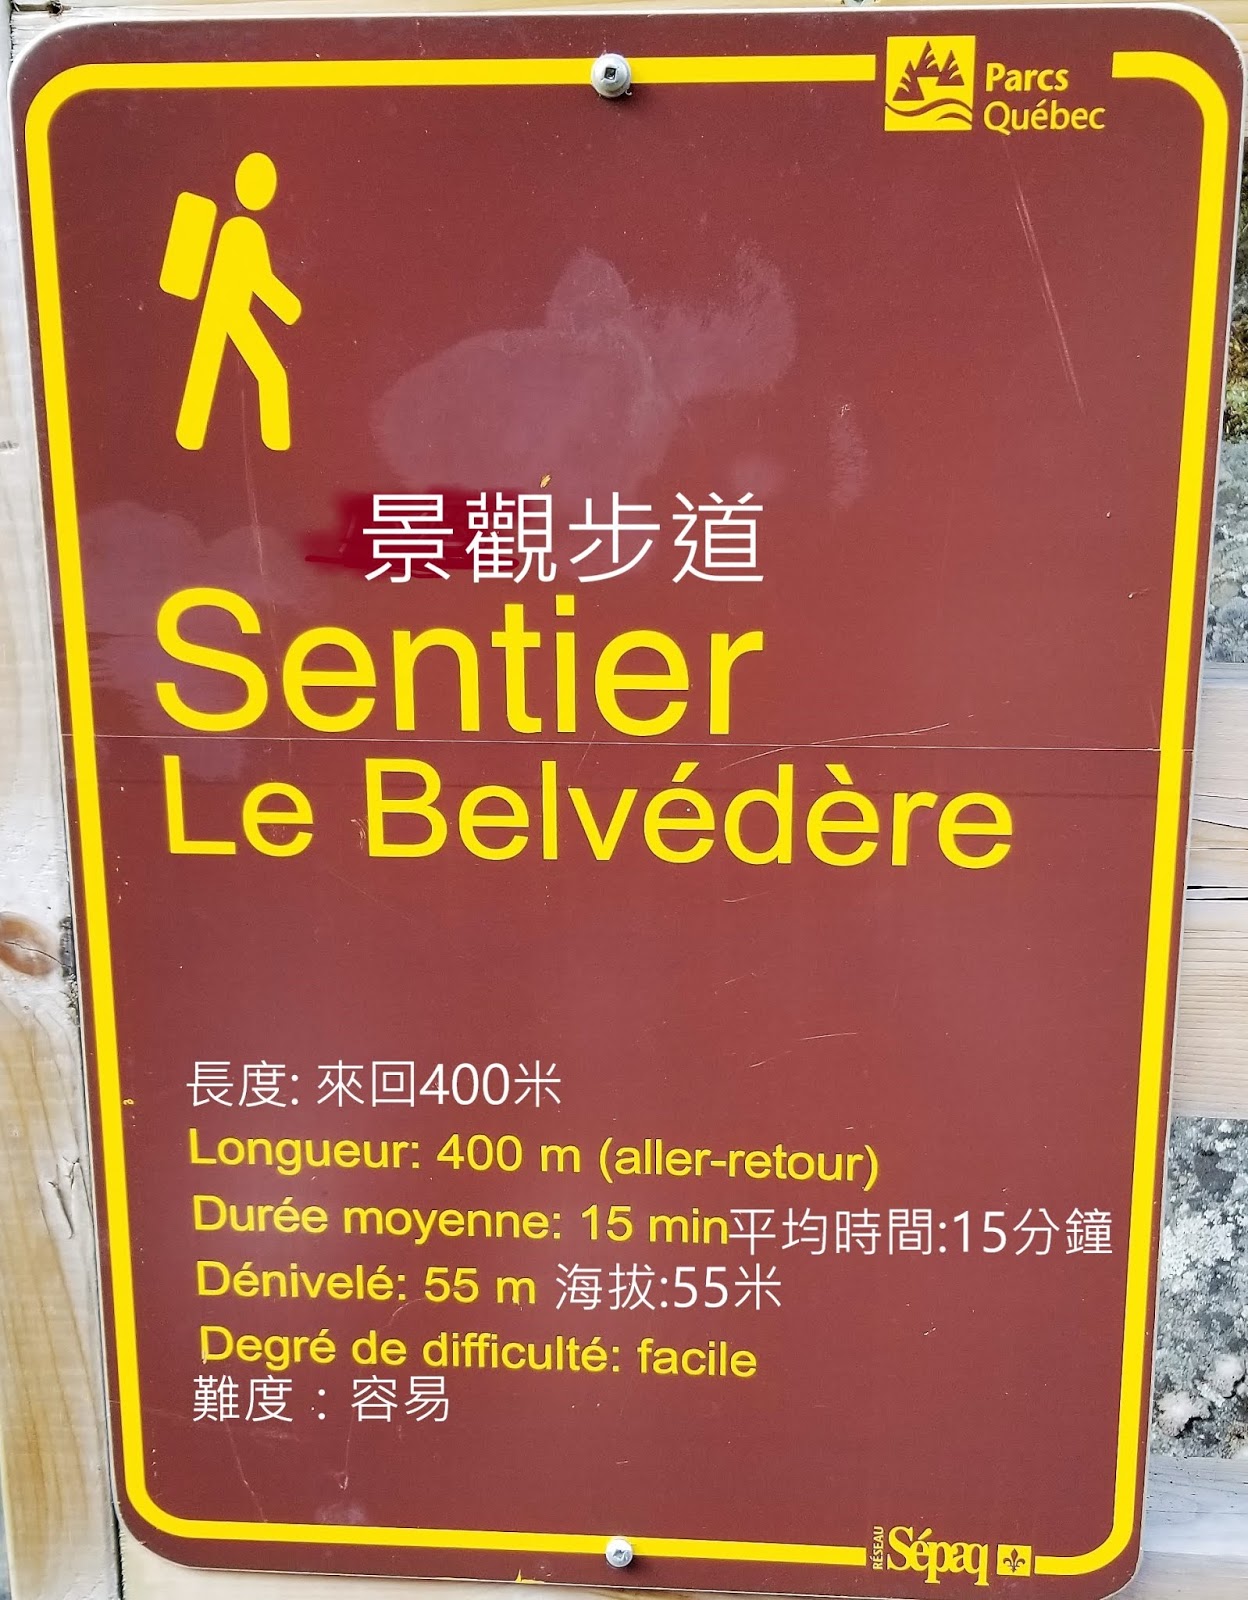 Parcs
Québec
景觀步道
Sentier
Le Belvédère
長度: 來回400米
Longueur: 400 m (aller-retour)
Durée moyenne: 15 min平均時間:15分鐘
Dénivelé: 55 m 海拔:55米
Degré de difficulté: facile
難度：容易
RÉSEAU Sépaq